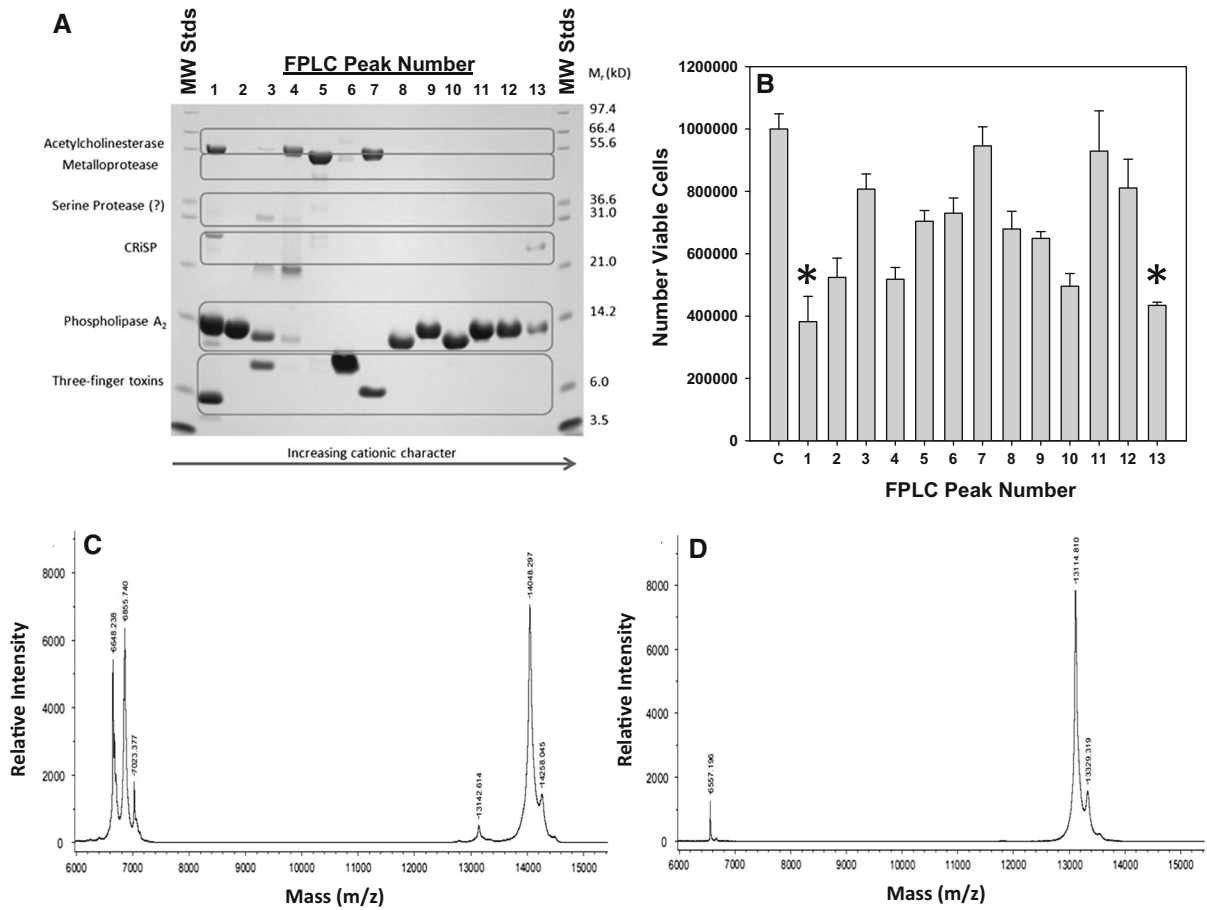 A
MW Stds
FPLC Peak Number
MW Stds
1 2 3 4 5 6 7 8 9 10 11 12 13
Mr (kD)
97.4
66.4
55.6
36.6
31.0
21.0
14.2
6.0
3.5
Acetylcholinesterase
Metalloprotease
Serine Protease (?)
CRiSP
Phospholipase A2
Three-finger toxins
Increasing cationic character
B
Number Viable Cells
1200000
1000000
800000
600000
400000
200000
0
* *
C 1 2 3 4 5 6 7 8 9 10 11 12 13
FPLC Peak Number
C
Relative Intensity
8000
6000
4000
2000
0
6648.238
6855.740
7023.377
13142.614
14048.297
14258.045
6000 7000 8000 9000 10000 11000 12000 13000 14000
Mass (m/z)
D
Relative Intensity
8000
6000
4000
2000
0
6557.196
13114.810
13329.319
6000 7000 8000 9000 10000 11000 12000 13000 14000 15000
Mass (m/z)